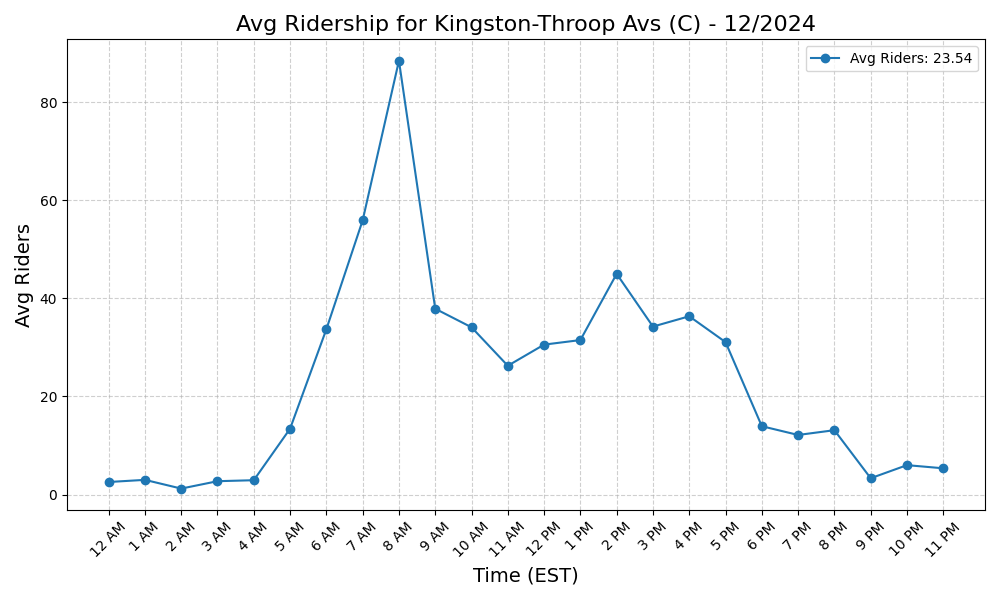 Avg Ridership for Kingston-Throop Avs (C) - 12/2024
Avg Riders: 23.54
Avg Riders
80
60
40
20
0
12 AM
1 AM
2 AM
3 AM
4 AM
5 AM
6 AM
7 AM
8 AM
9 AM
10 AM
11 AM
12 PM
1 PM
2 PM
3 PM
4 PM
5 PM
6 PM
7 PM
8 PM
9 PM
10 PM
11 PM
Time (EST)